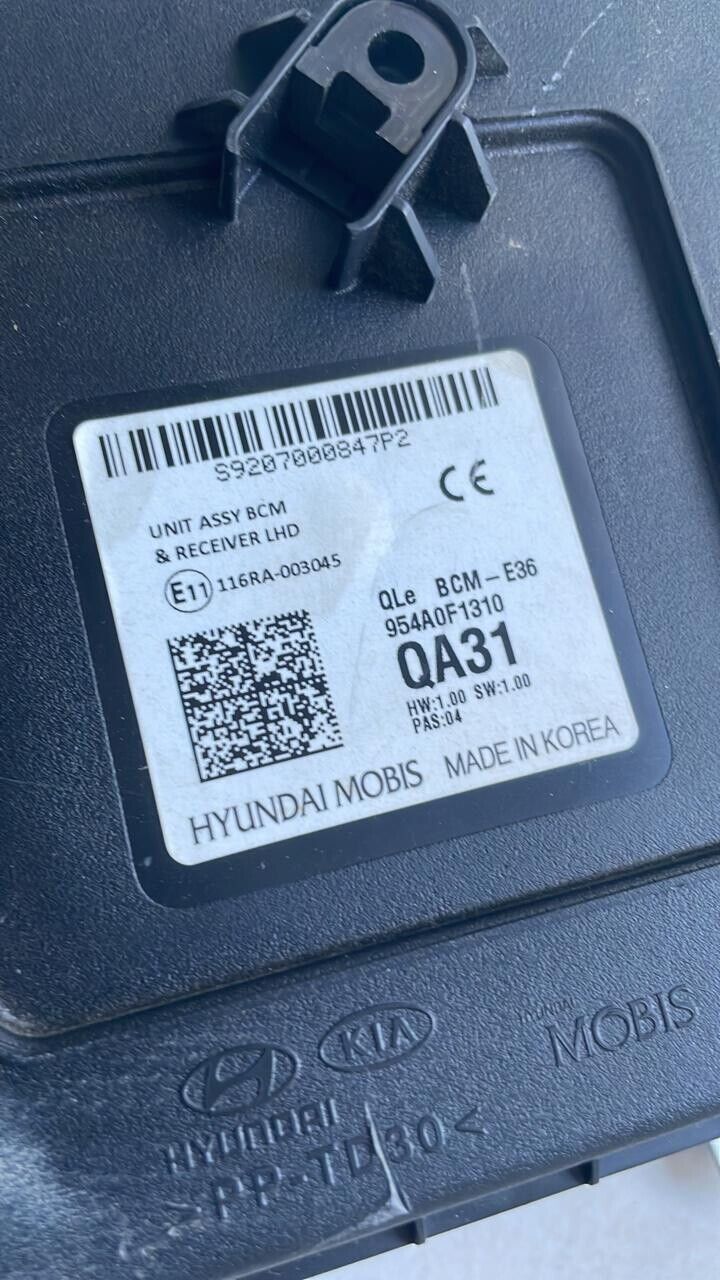 S9207000847P2
CE
UNIT ASSY BCM
& RECEIVER LHD
E11 116RA-003045
QLe BCM-E36
954A0F1310
QA31
HW:1.00 SW:1.00
PAS:04
HYUNDAI MOBIS MADE IN KOREA
KIA
HYUNDAI
HYUNDAI
MOBIS
>PP-TD30<